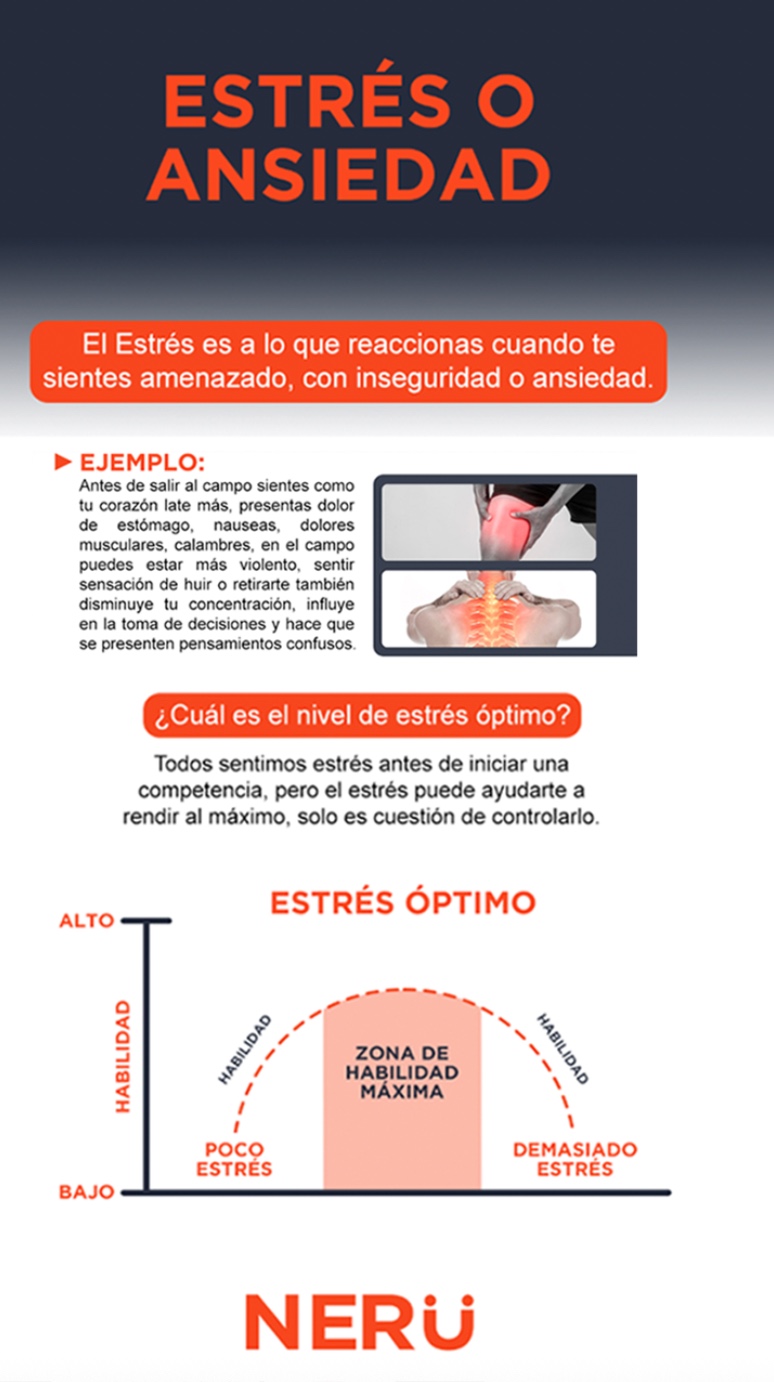 ESTRÉS O
ANSIEDAD
El Estrés es a lo que reaccionas cuando te
sientes amenazado, con inseguridad o ansiedad.
EJEMPLO:
Antes de salir al campo sientes como
tu corazón late más, presentas dolor
de estómago, nauseas, dolores
musculares, calambres, en el campo
puedes estar más violento, sentir
sensación de huir o retirarte también
disminuye tu concentración, influye
en la toma de decisiones y hace que
se presenten pensamientos confusos.
¿Cuál es el nivel de estrés óptimo?
Todos sentimos estrés antes de iniciar una
competencia, pero el estrés puede ayudarte a
rendir al máximo, solo es cuestión de controlarlo.
ESTRÉS ÓPTIMO
ALTO
HABILIDAD
HABILIDAD
ZONA DE
HABILIDAD
MÁXIMA
HABILIDAD
POCO
ESTRÉS
DEMASIADO
ESTRÉS
BAJO
NERÜ